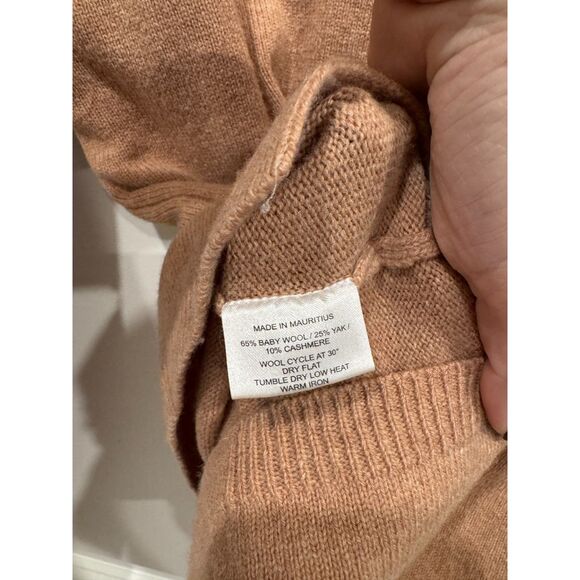 MADE IN MAURITIUS
65% BABY WOOL / 25% YAK /
10% CASHMERE
WOOL CYCLE AT 30°
DRY FLAT
TUMBLE DRY LOW HEAT
WARM IRON